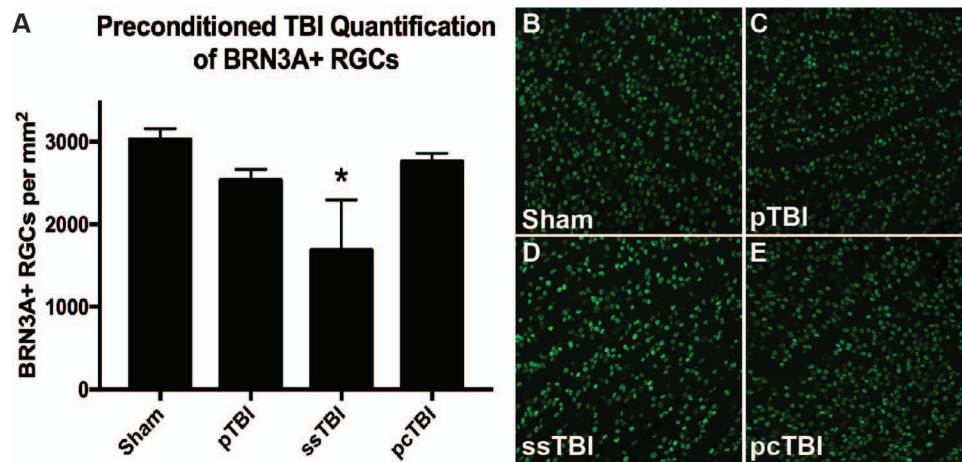 A
Preconditioned TBI Quantification
of BRN3A+ RGCs
BRN3A+ RGCs per mm²
3000
2000
1000
0
*
Sham
pTBI
ssTBI
pcTBI
B
Sham
C
pTBI
D
ssTBI
E
pcTBI